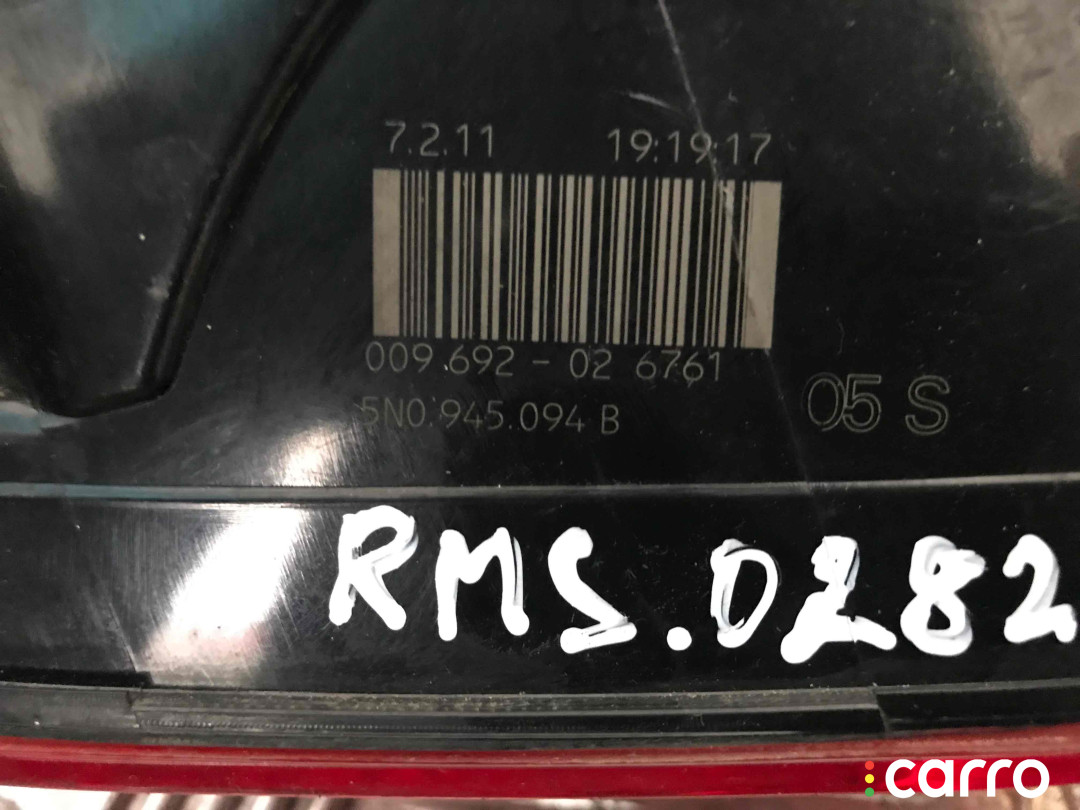 7.2.11 19:19:17
009.692 - 02 6761
5N0.945.094 B
05 S
RMS.0282
carro